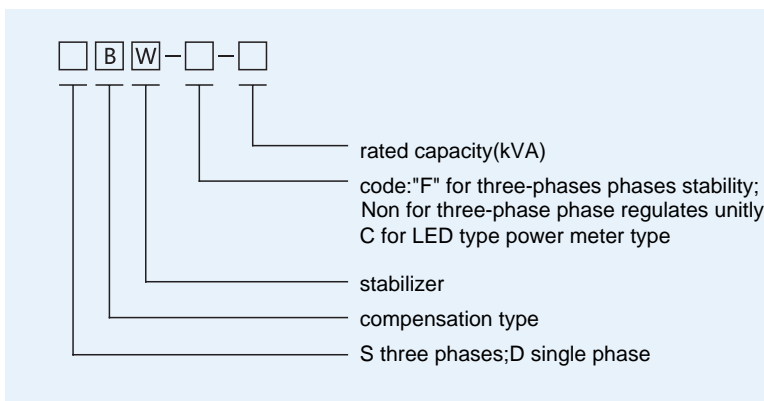 □BW-□-□
rated capacity(kVA)
code:"F" for three-phases phases stability;
Non for three-phase phase regulates unitly
C for LED type power meter type
stabilizer
compensation type
S three phases;D single phase